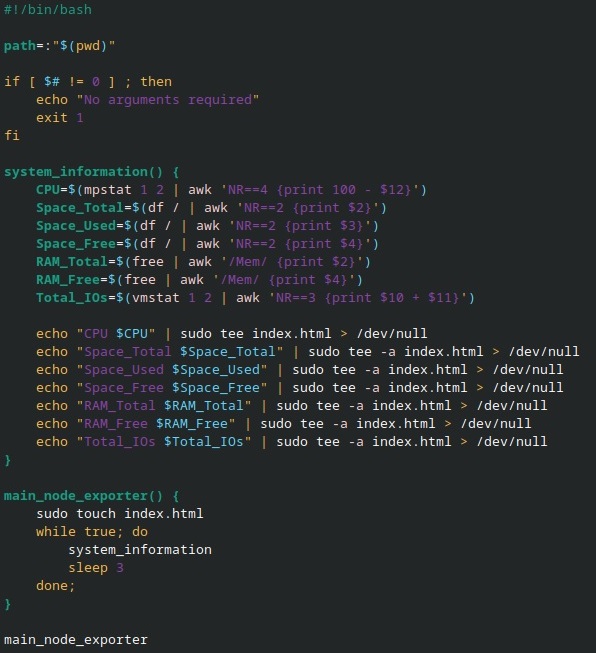 #!/bin/bash
path=:"$(pwd)"
if [ $# != 0 ] ; then
    echo "No arguments required"
    exit 1
fi
system_information() {
    CPU=$(mpstat 1 2 | awk 'NR==4 {print 100 - $12}')
    Space_Total=$(df / | awk 'NR==2 {print $2}')
    Space_Used=$(df / | awk 'NR==2 {print $3}')
    Space_Free=$(df / | awk 'NR==2 {print $4}')
    RAM_Total=$(free | awk '/Mem/ {print $2}')
    RAM_Free=$(free | awk '/Mem/ {print $4}')
    Total_IOs=$(vmstat 1 2 | awk 'NR==3 {print $10 + $11}')
    echo "CPU $CPU" | sudo tee index.html > /dev/null
    echo "Space_Total $Space_Total" | sudo tee -a index.html > /dev/null
    echo "Space_Used $Space_Used" | sudo tee -a index.html > /dev/null
    echo "Space_Free $Space_Free" | sudo tee -a index.html > /dev/null
    echo "RAM_Total $RAM_Total" | sudo tee -a index.html > /dev/null
    echo "RAM_Free $RAM_Free" | sudo tee -a index.html > /dev/null
    echo "Total_IOs $Total_IOs" | sudo tee -a index.html > /dev/null
}
main_node_exporter() {
    sudo touch index.html
    while true; do
        system_information
        sleep 3
    done;
}
main_node_exporter